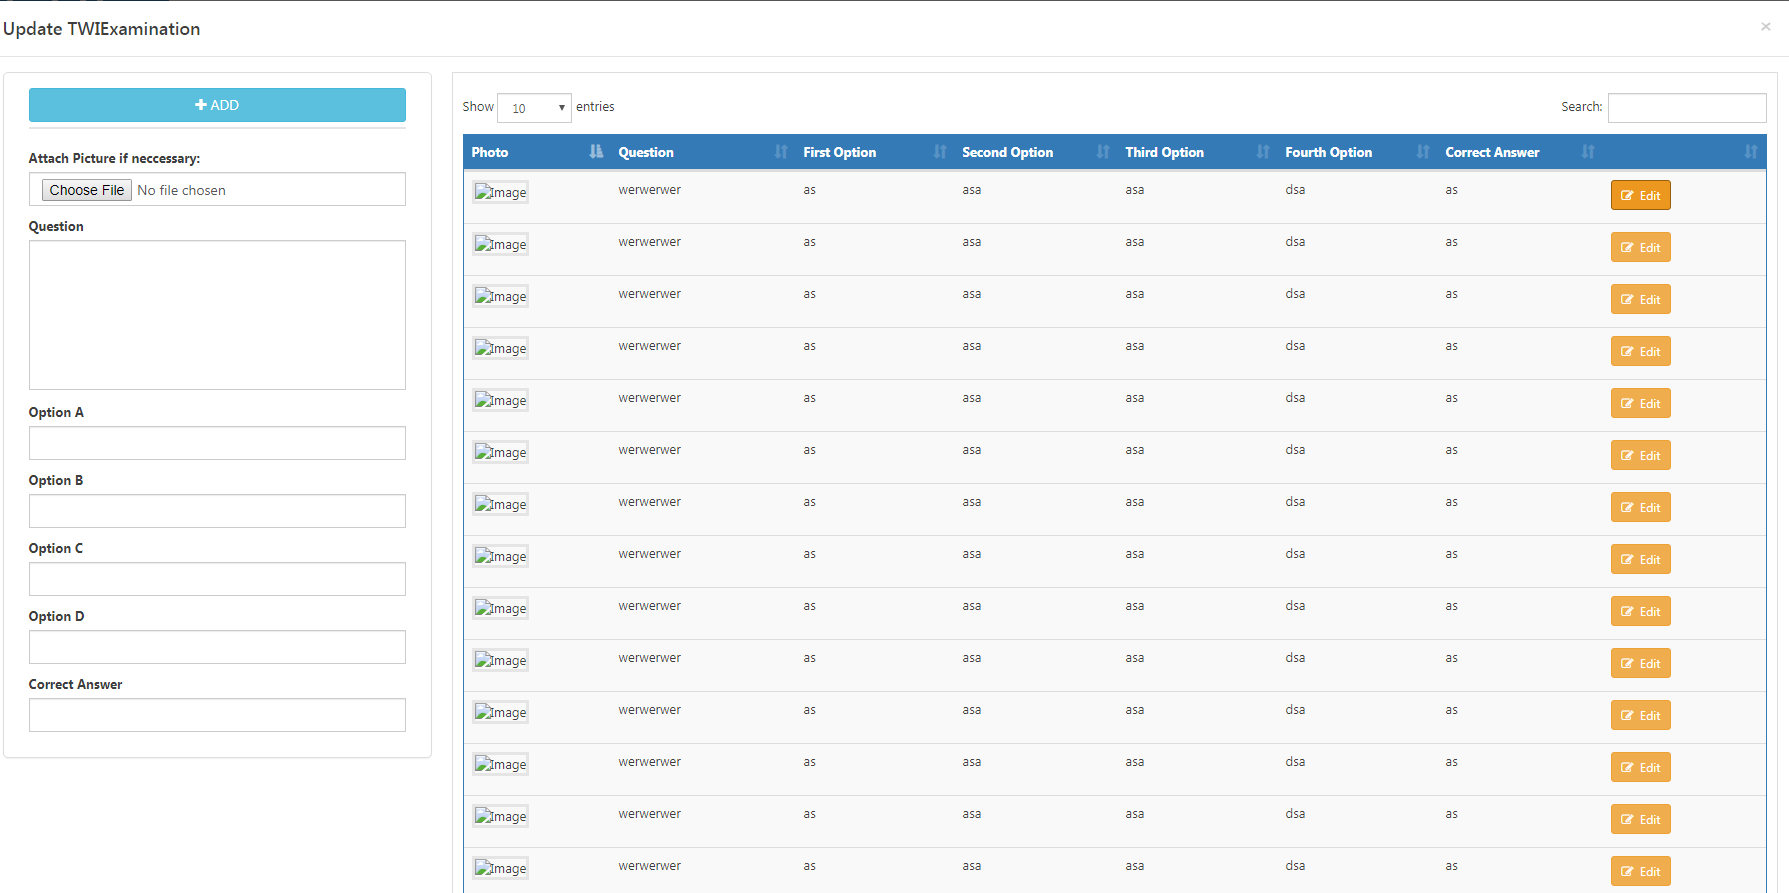 Update TWIExamination ×
+ ADD
Attach Picture if neccessary:
Choose File No file chosen
Question
Option A
Option B
Option C
Option D
Correct Answer
Show 10 entries Search:
Photo Question First Option Second Option Third Option Fourth Option Correct Answer
Image werwerwer as asa asa dsa as Edit
Image werwerwer as asa asa dsa as Edit
Image werwerwer as asa asa dsa as Edit
Image werwerwer as asa asa dsa as Edit
Image werwerwer as asa asa dsa as Edit
Image werwerwer as asa asa dsa as Edit
Image werwerwer as asa asa dsa as Edit
Image werwerwer as asa asa dsa as Edit
Image werwerwer as asa asa dsa as Edit
Image werwerwer as asa asa dsa as Edit
Image werwerwer as asa asa dsa as Edit
Image werwerwer as asa asa dsa as Edit
Image werwerwer as asa asa dsa as Edit
Image werwerwer as asa asa dsa as Edit